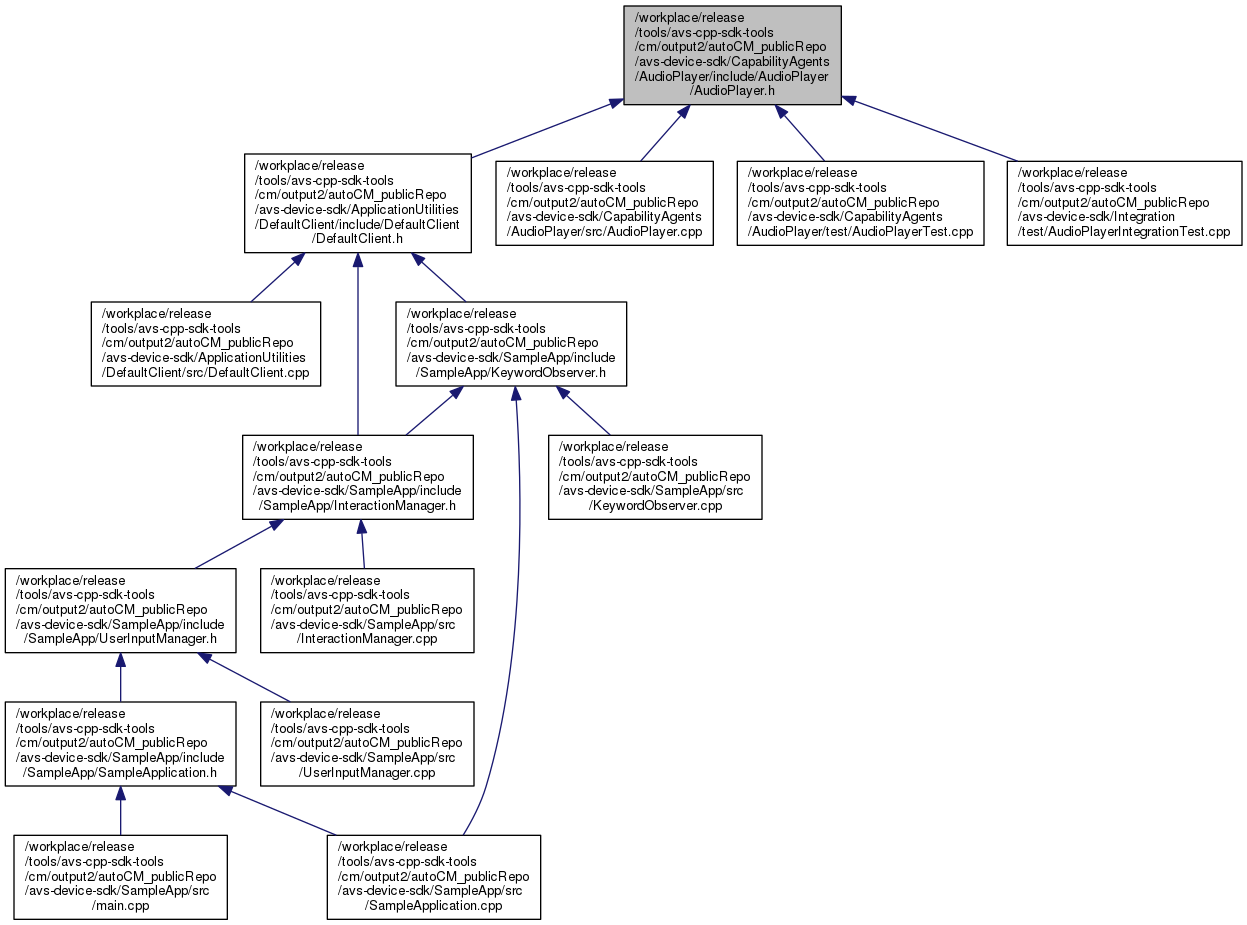 /workplace/release
/tools/avs-cpp-sdk-tools
/cm/output2/autoCM_publicRepo
/avs-device-sdk/CapabilityAgents
/AudioPlayer/include/AudioPlayer
/AudioPlayer.h
/workplace/release
/tools/avs-cpp-sdk-tools
/cm/output2/autoCM_publicRepo
/avs-device-sdk/ApplicationUtilities
/DefaultClient/include/DefaultClient
/DefaultClient.h
/workplace/release
/tools/avs-cpp-sdk-tools
/cm/output2/autoCM_publicRepo
/avs-device-sdk/CapabilityAgents
/AudioPlayer/src/AudioPlayer.cpp
/workplace/release
/tools/avs-cpp-sdk-tools
/cm/output2/autoCM_publicRepo
/avs-device-sdk/CapabilityAgents
/AudioPlayer/test/AudioPlayerTest.cpp
/workplace/release
/tools/avs-cpp-sdk-tools
/cm/output2/autoCM_publicRepo
/avs-device-sdk/Integration
/test/AudioPlayerIntegrationTest.cpp
/workplace/release
/tools/avs-cpp-sdk-tools
/cm/output2/autoCM_publicRepo
/avs-device-sdk/ApplicationUtilities
/DefaultClient/src/DefaultClient.cpp
/workplace/release
/tools/avs-cpp-sdk-tools
/cm/output2/autoCM_publicRepo
/avs-device-sdk/SampleApp/include
/SampleApp/KeywordObserver.h
/workplace/release
/tools/avs-cpp-sdk-tools
/cm/output2/autoCM_publicRepo
/avs-device-sdk/SampleApp/include
/SampleApp/InteractionManager.h
/workplace/release
/tools/avs-cpp-sdk-tools
/cm/output2/autoCM_publicRepo
/avs-device-sdk/SampleApp/src
/KeywordObserver.cpp
/workplace/release
/tools/avs-cpp-sdk-tools
/cm/output2/autoCM_publicRepo
/avs-device-sdk/SampleApp/include
/SampleApp/UserInputManager.h
/workplace/release
/tools/avs-cpp-sdk-tools
/cm/output2/autoCM_publicRepo
/avs-device-sdk/SampleApp/src
/InteractionManager.cpp
/workplace/release
/tools/avs-cpp-sdk-tools
/cm/output2/autoCM_publicRepo
/avs-device-sdk/SampleApp/include
/SampleApp/SampleApplication.h
/workplace/release
/tools/avs-cpp-sdk-tools
/cm/output2/autoCM_publicRepo
/avs-device-sdk/SampleApp/src
/UserInputManager.cpp
/workplace/release
/tools/avs-cpp-sdk-tools
/cm/output2/autoCM_publicRepo
/avs-device-sdk/SampleApp/src
/main.cpp
/workplace/release
/tools/avs-cpp-sdk-tools
/cm/output2/autoCM_publicRepo
/avs-device-sdk/SampleApp/src
/SampleApplication.cpp